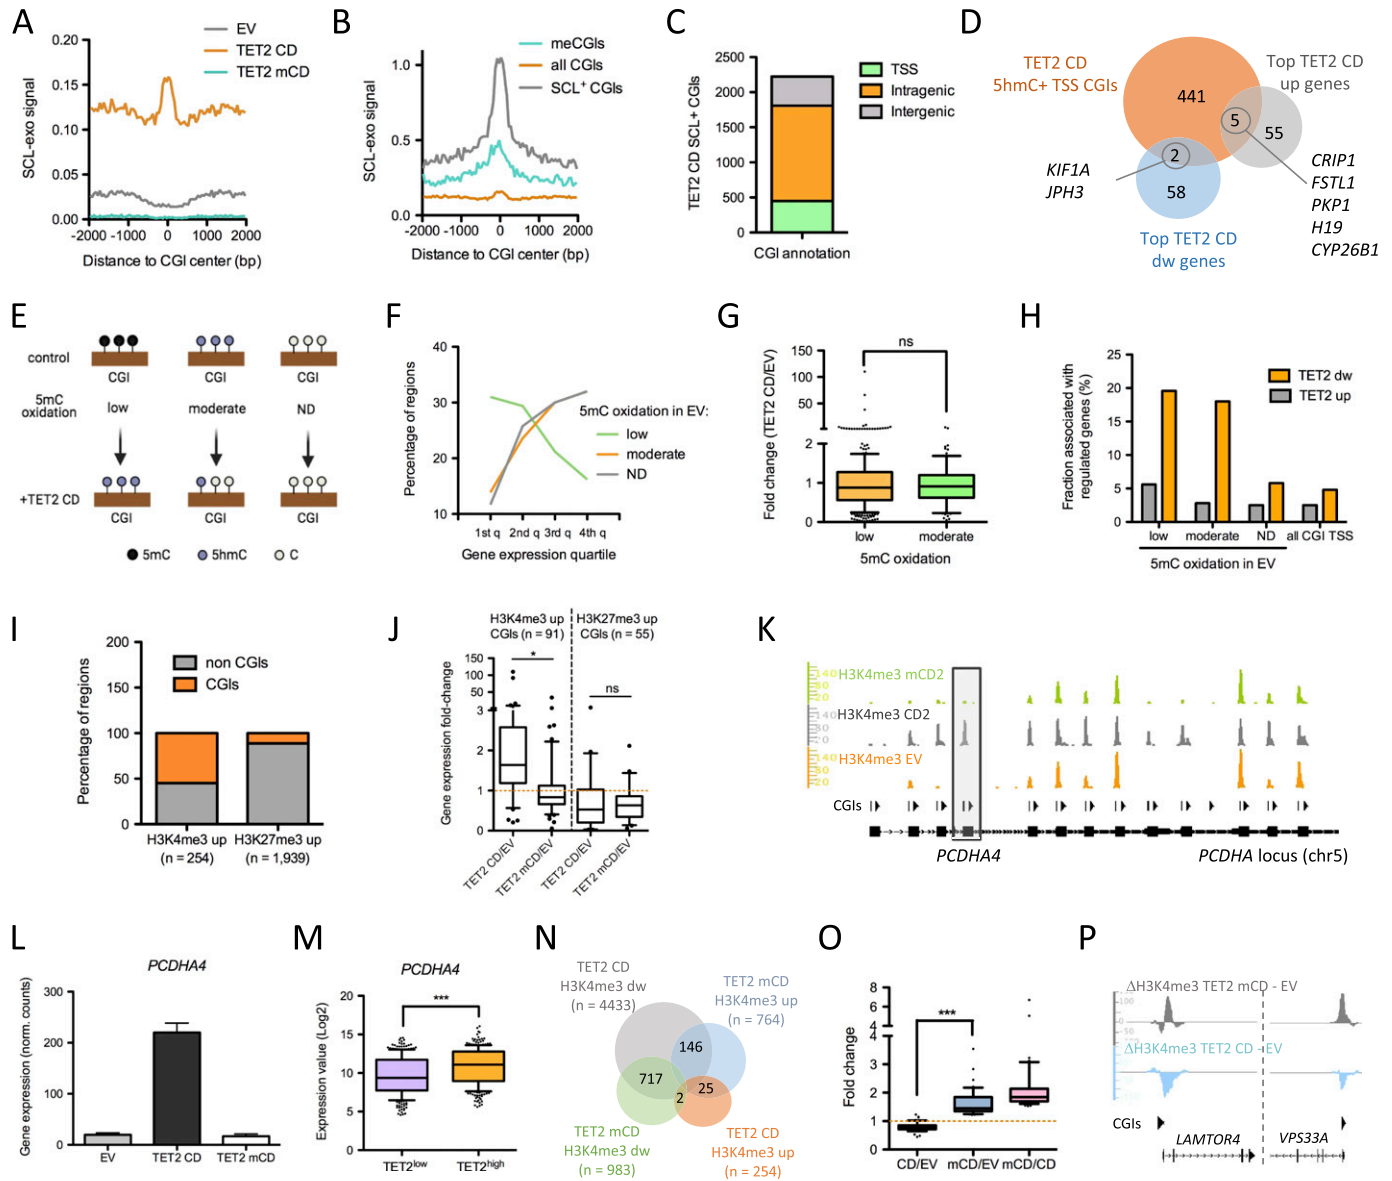 A
EV
TET2 CD
TET2 mCD
SCL-exo signal
0.20
0.15
0.10
0.05
0.00
-2000 -1000 0 1000 2000
Distance to CGI center (bp)
B
meCGIs
all CGIs
SCL+ CGIs
SCL-exo signal
1.0
0.5
0.0
-2000 -1000 0 1000 2000
Distance to CGI center (bp)
C
TET2 CD SCL+ CGIs
2500
2000
1500
1000
500
0
CGI annotation
TSS
Intragenic
Intergenic
D
TET2 CD
5hmC+ TSS CGIs
Top TET2 CD
up genes
441
5
55
2
58
KIF1A
JPH3
CRIP1
FSTL1
PKP1
H19
CYP26B1
Top TET2 CD
dw genes
E
control
CGI CGI CGI
5mC
oxidation
low moderate ND
+TET2 CD
CGI CGI CGI
5mC 5hmC C
F
Percentage of regions
40
30
20
10
5mC oxidation in EV:
low
moderate
ND
1st q 2nd q 3rd q 4th q
Gene expression quartile
G
Fold change (TET2 CD/EV)
150
100
50
2
1
0
ns
low moderate
5mC oxidation
H
Fraction associated with
regulated genes (%)
25
20
15
10
5
0
TET2 dw
TET2 up
low moderate ND all CGI TSS
5mC oxidation in EV
I
Percentage of regions
200
150
100
50
0
non CGIs
CGIs
H3K4me3 up
(n = 254)
H3K27me3 up
(n = 1,939)
J
H3K4me3 up
CGIs (n = 91)
H3K27me3 up
CGIs (n = 55)
Gene expression fold-change
150
100
50
3
2
1
0
*
ns
TET2 CD/EV
TET2 mCD/EV
TET2 CD/EV
TET2 mCD/EV
K
140
80
20
H3K4me3 mCD2
140
80
20
H3K4me3 CD2
140
80
20
H3K4me3 EV
CGIs
PCDHA4
PCDHA locus (chr5)
L
PCDHA4
Gene expression (norm. counts)
300
200
100
0
EV TET2 CD TET2 mCD
M
PCDHA4
Expression value (Log2)
20
15
10
5
0
***
TET2low TET2high
N
TET2 CD
H3K4me3 dw
(n = 4433)
TET2 mCD
H3K4me3 up
(n = 764)
146
717
25
2
TET2 mCD
H3K4me3 dw
(n = 983)
TET2 CD
H3K4me3 up
(n = 254)
O
Fold change
8
6
4
4
3
2
1
0
***
CD/EV mCD/EV mCD/CD
P
ΔH3K4me3 TET2 mCD - EV
100
0
-50
ΔH3K4me3 TET2 CD - EV
CGIs
LAMTOR4
VPS33A